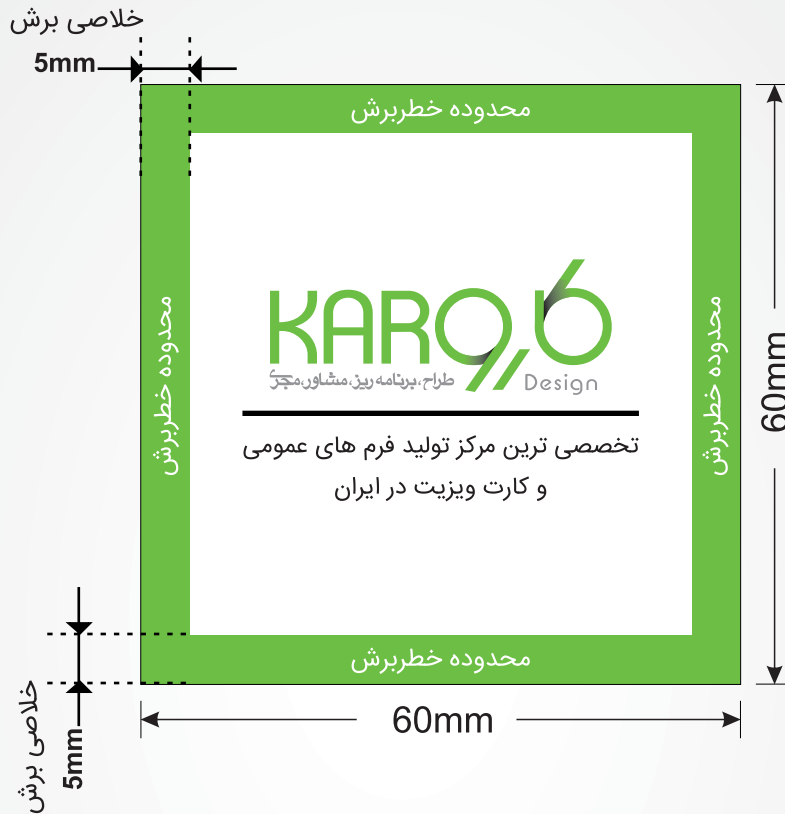 خلاصی برش
5mm
محدوده خطربرش
محدوده خطربرش
محدوده خطربرش
60mm
KARO
طراح،برنامه ریز،مشاور،مجری
Design
تخصصی ترین مرکز تولید فرم های عمومی
و کارت ویزیت در ایران
محدوده خطربرش
60mm
خلاصی برش
5mm